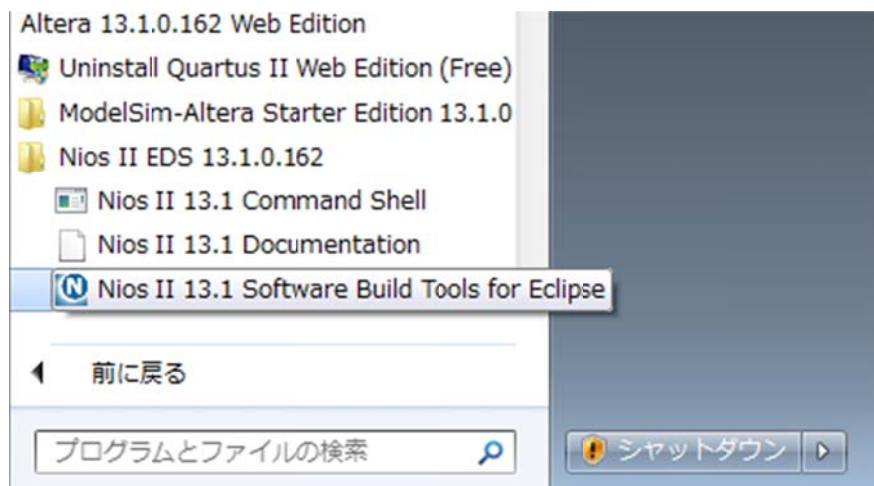 Altera 13.1.0.162 Web Edition
Uninstall Quartus II Web Edition (Free)
ModelSim-Altera Starter Edition 13.1.0
Nios II EDS 13.1.0.162
Nios II 13.1 Command Shell
Nios II 13.1 Documentation
Nios II 13.1 Software Build Tools for Eclipse
前に戻る
プログラムとファイルの検索
シャットダウン